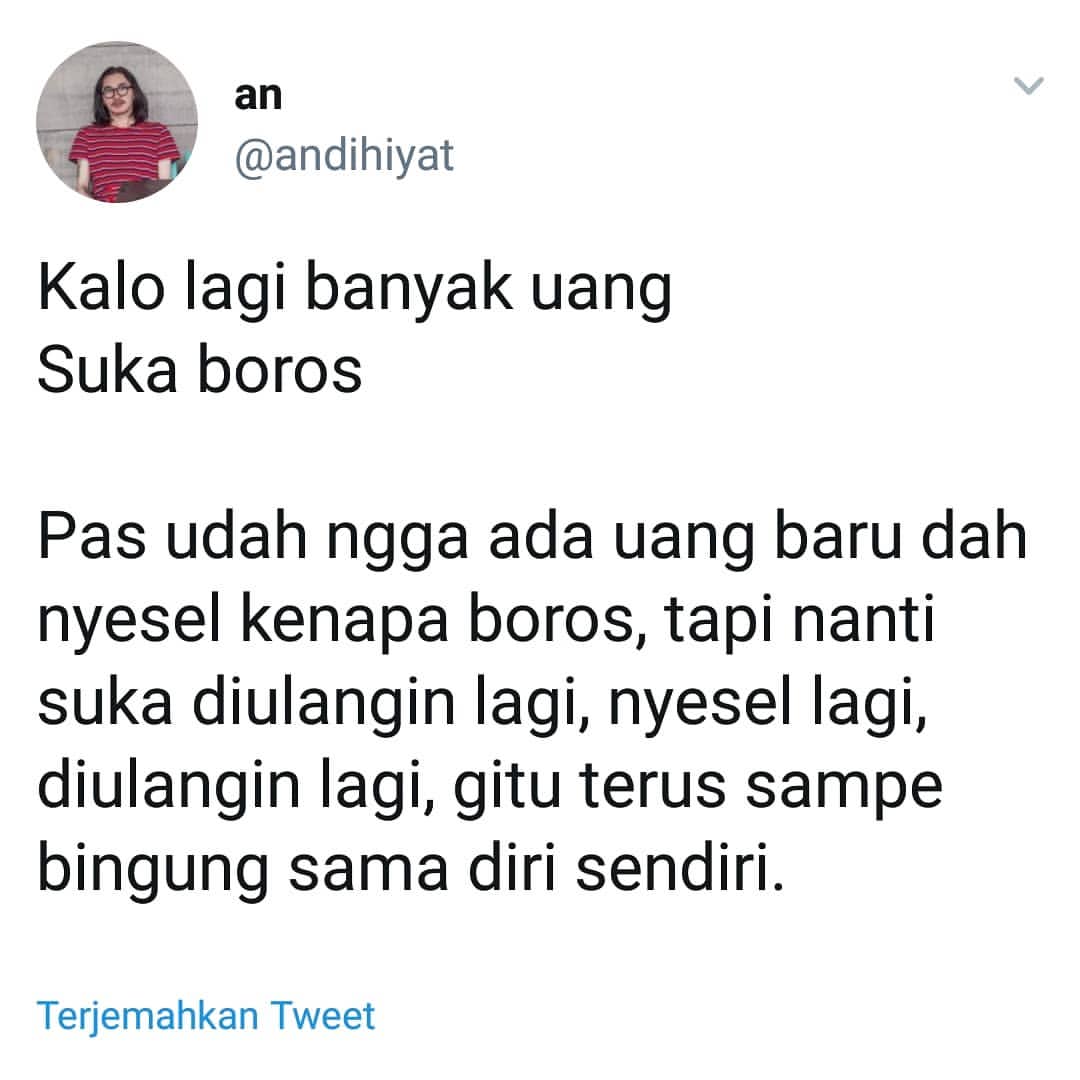 an
@andihiyat
Kalo lagi banyak uang
Suka boros
Pas udah ngga ada uang baru dah
nyesel kenapa boros, tapi nanti
suka diulangin lagi, nyesel lagi,
diulangin lagi, gitu terus sampe
bingung sama diri sendiri.
Terjemahkan Tweet